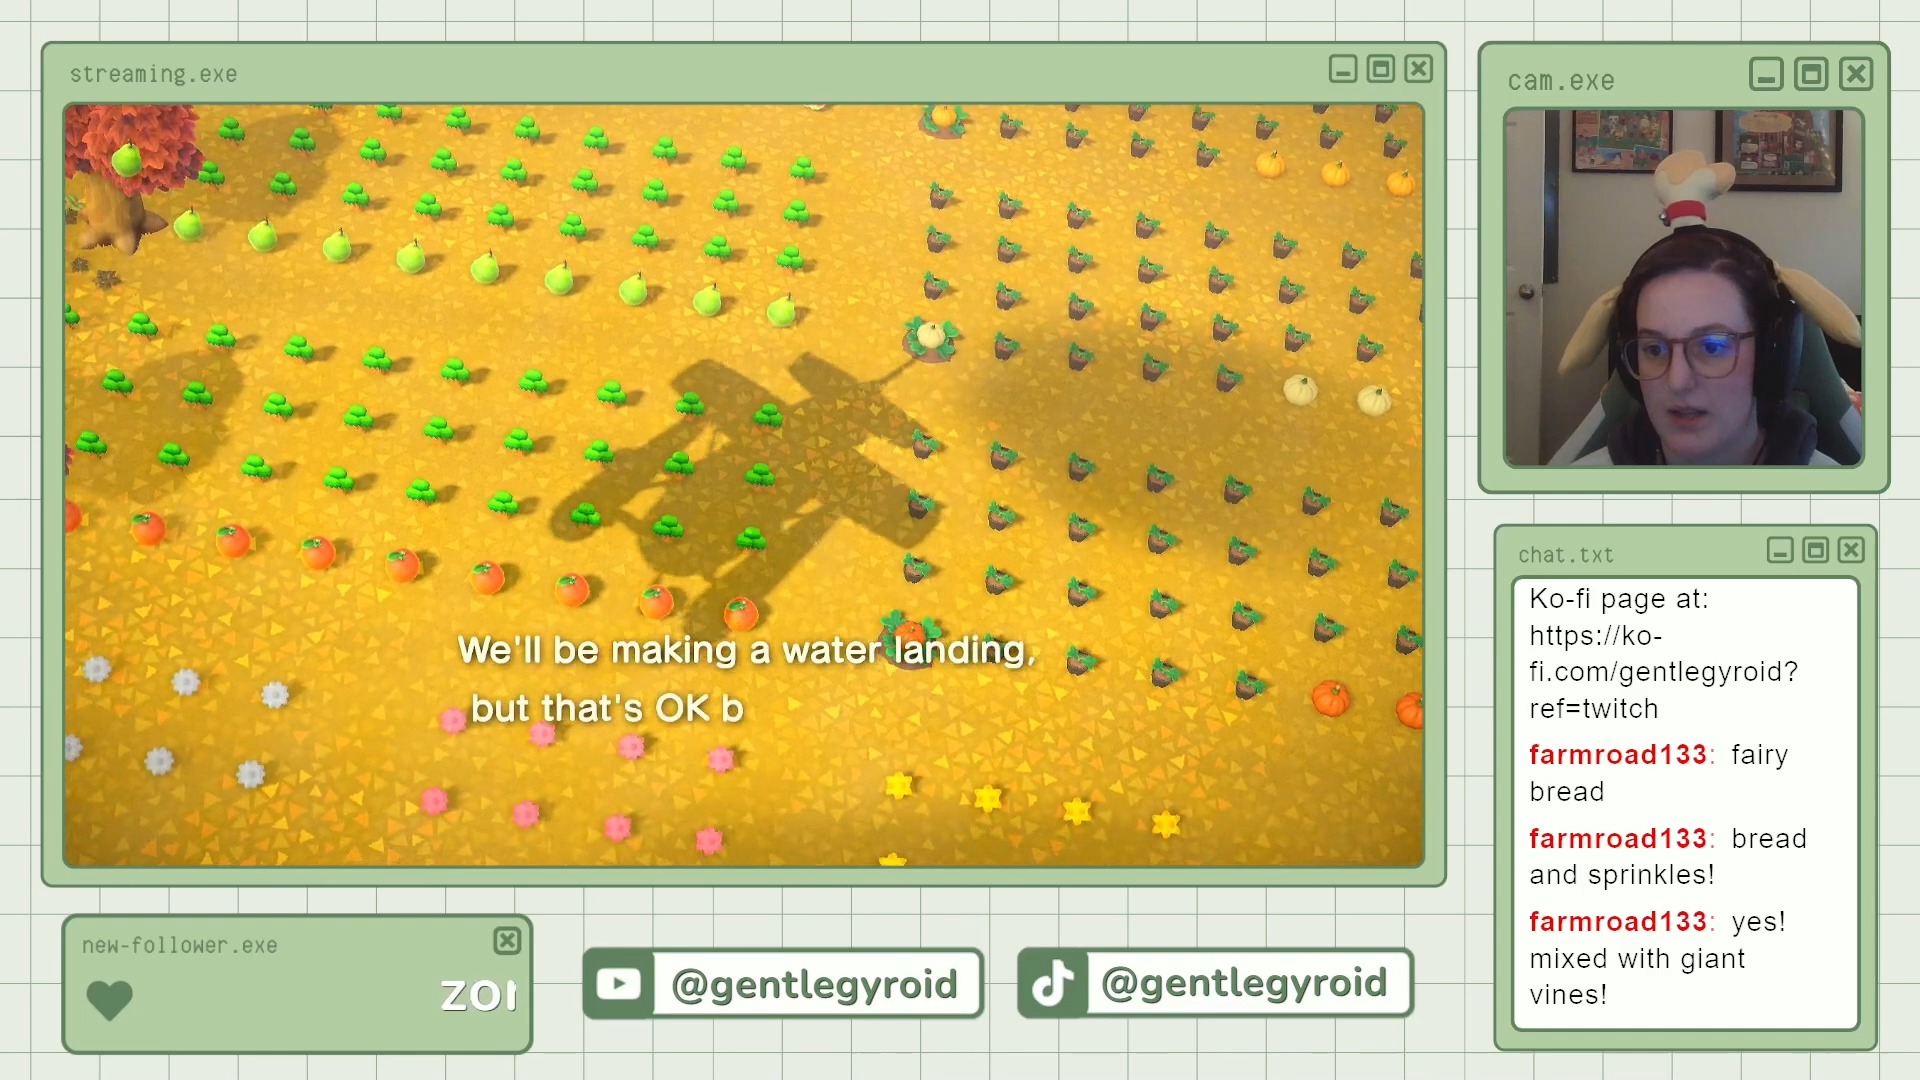 streaming.exe
We'll be making a water landing,
but that's OK b
cam.exe
chat.txt
Ko-fi page at:
https://ko-
fi.com/gentlegyroid?
ref=twitch
farmroad133: fairy
bread
farmroad133: bread
and sprinkles!
farmroad133: yes!
mixed with giant
vines!
new-follower.exe
@gentlegyroid
@gentlegyroid